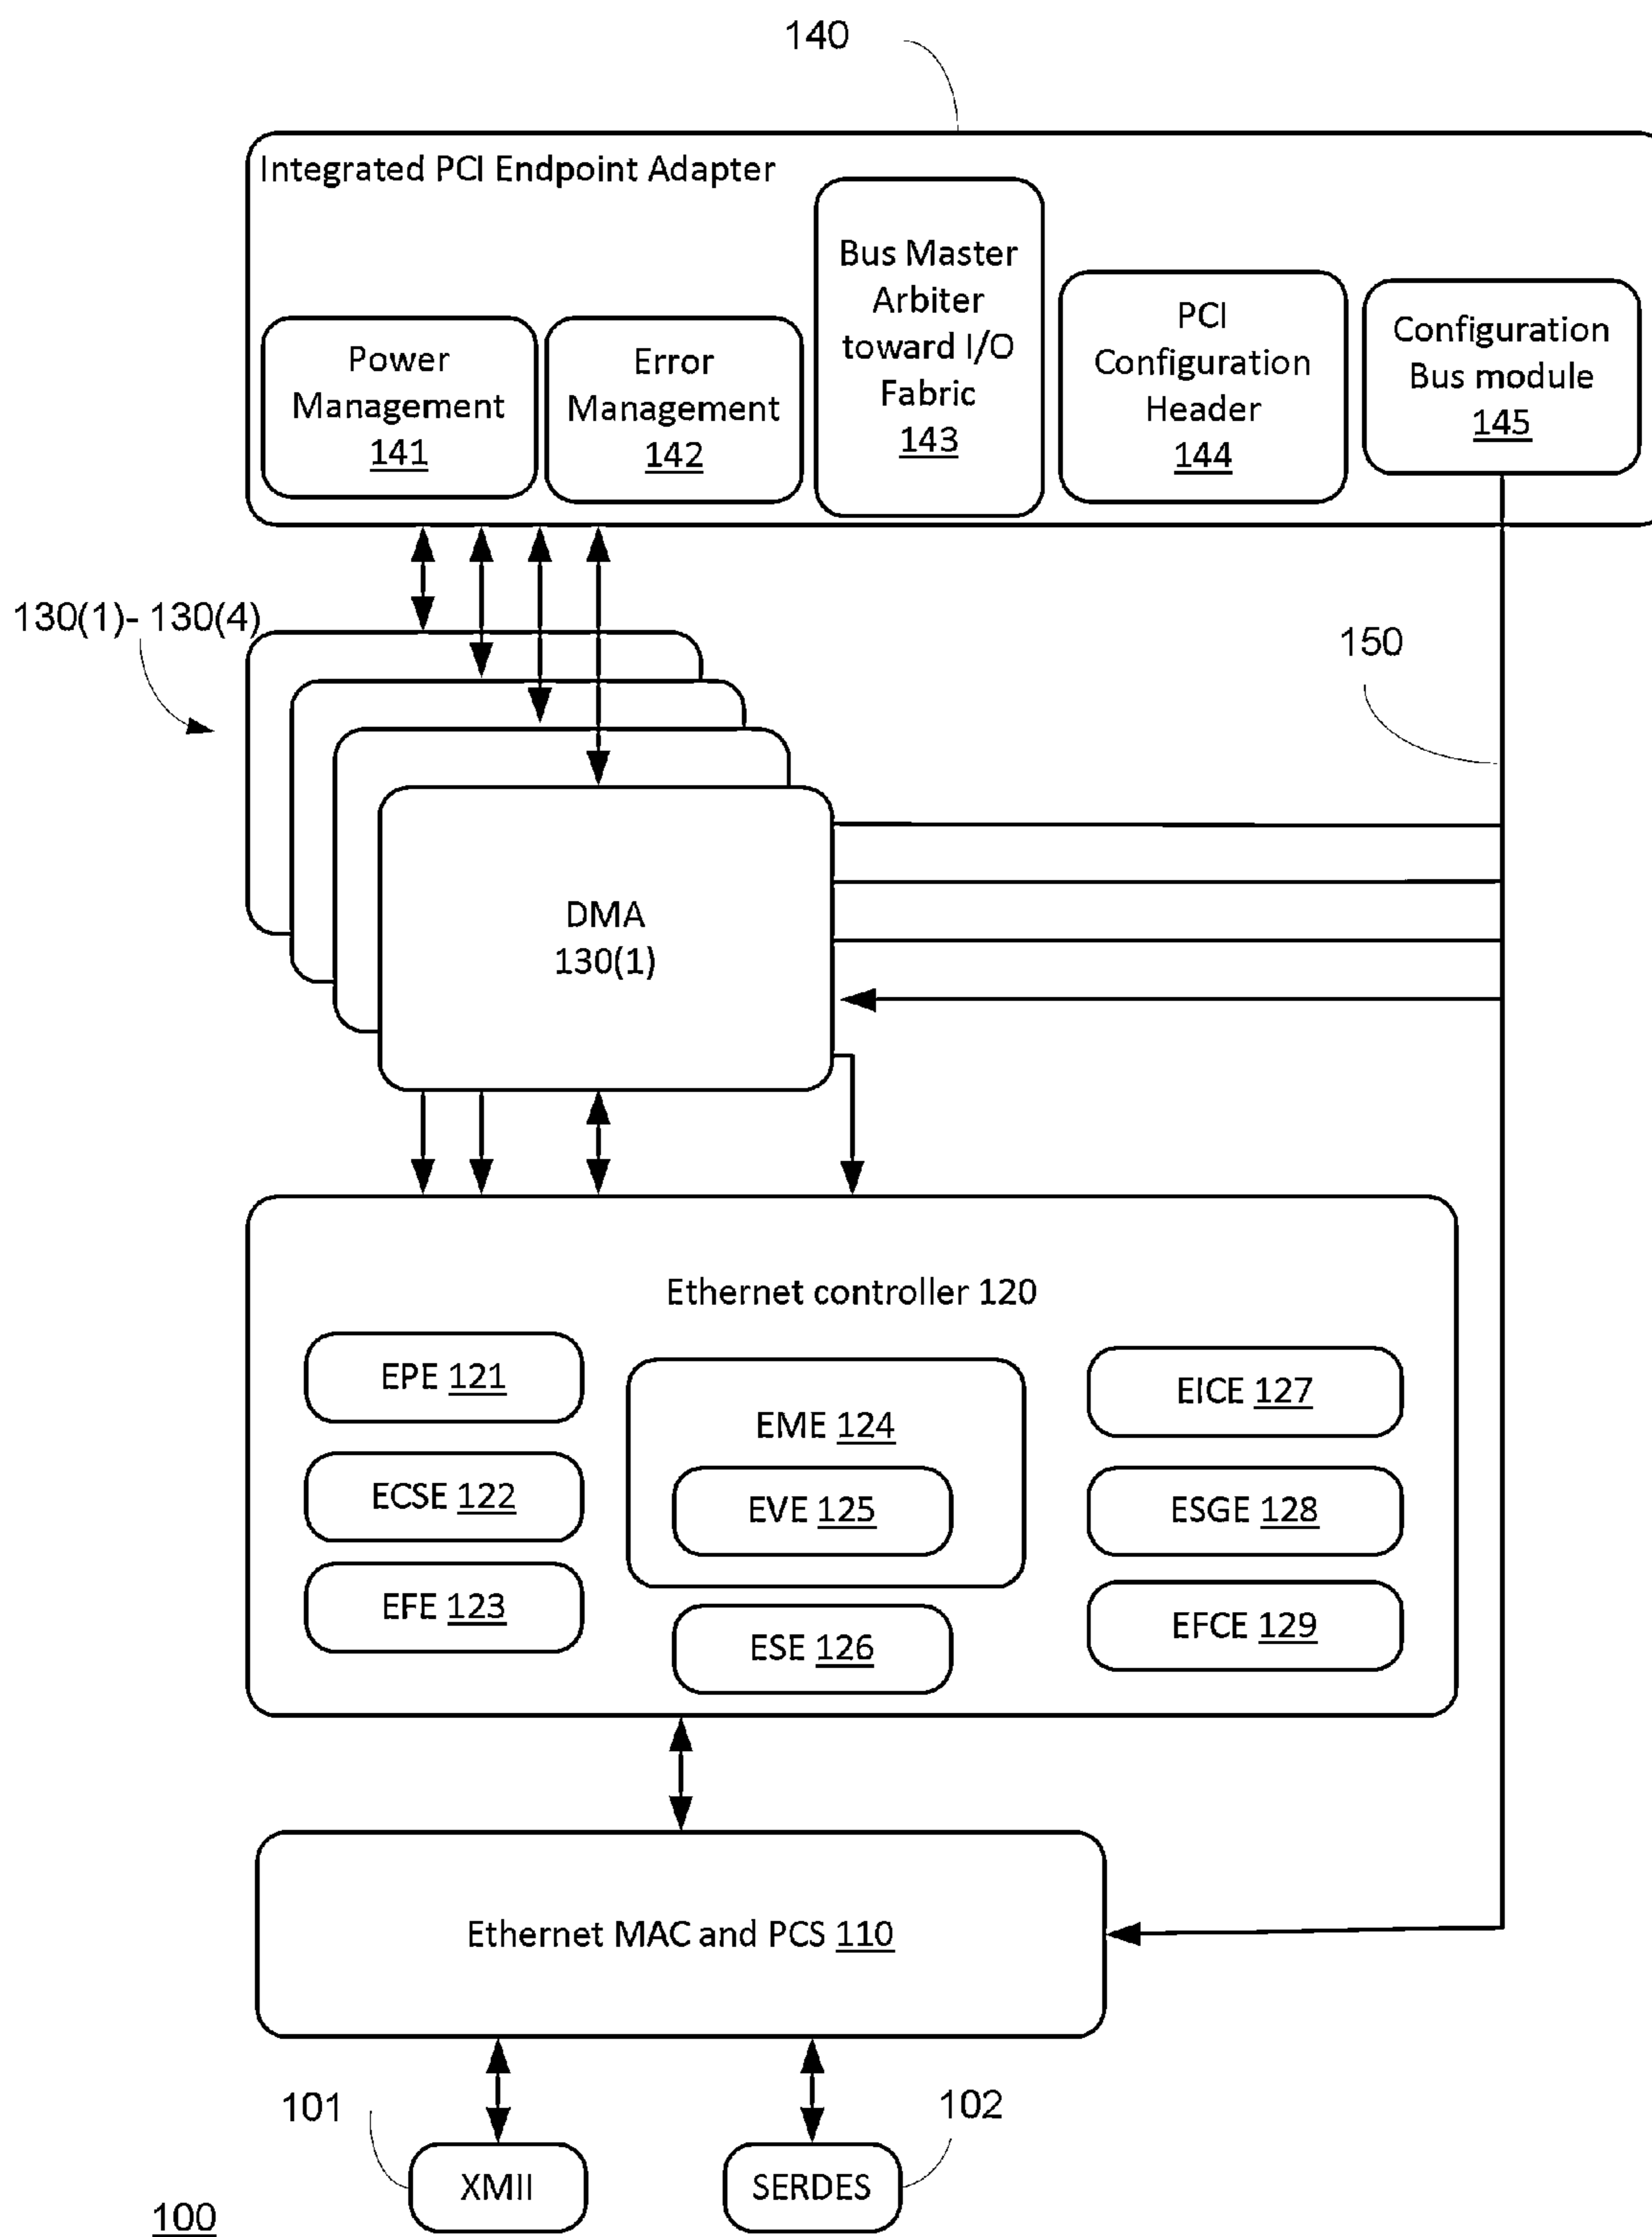 140
Integrated PCI Endpoint Adapter
Power
Management
141
Error
Management
142
Bus Master
Arbiter
toward I/O
Fabric
143
PCI
Configuration
Header
144
Configuration
Bus module
145
130(1)- 130(4)
150
DMA
130(1)
Ethernet controller 120
EPE 121
ECSE 122
EFE 123
EME 124
EVE 125
ESE 126
EICE 127
ESGE 128
EFCE 129
Ethernet MAC and PCS 110
101
102
XMII
SERDES
100